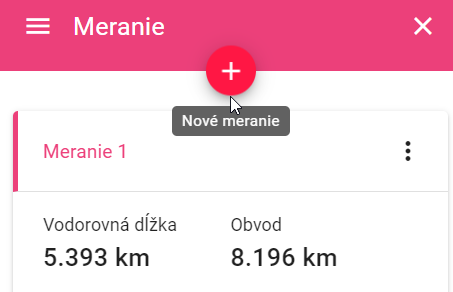 Meranie
Nové meranie
Meranie 1
Vodorovná dĺžka
Obvod
5.393 km
8.196 km